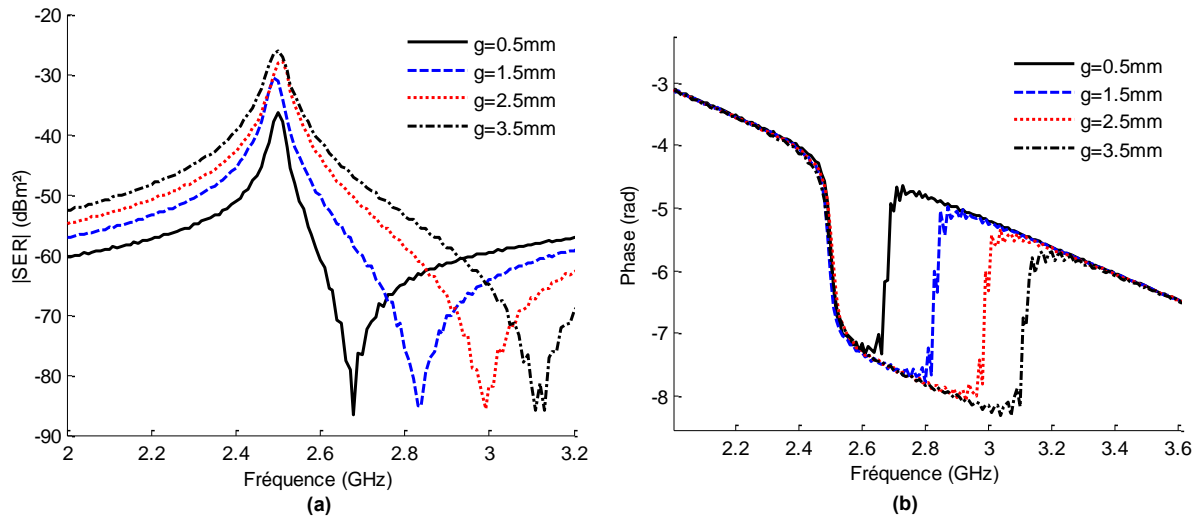 -20
-30
-40
-50
-60
-70
-80
-90
|SER| (dBm²)
g=0.5mm
g=1.5mm
g=2.5mm
g=3.5mm
2 2.2 2.4 2.6 2.8 3 3.2
Fréquence (GHz)
(a)
-3
-4
-5
-6
-7
-8
Phase (rad)
g=0.5mm
g=1.5mm
g=2.5mm
g=3.5mm
2.2 2.4 2.6 2.8 3 3.2 3.4 3.6
Fréquence (GHz)
(b)